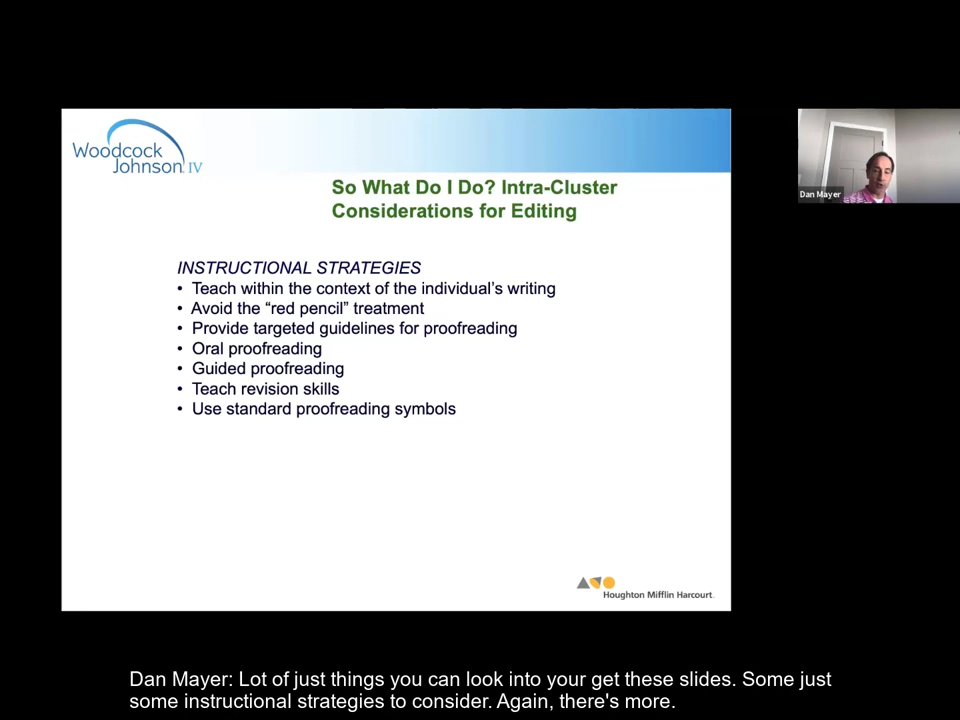 Woodcock
Johnson IV
So What Do I Do? Intra-Cluster
Considerations for Editing
INSTRUCTIONAL STRATEGIES
• Teach within the context of the individual’s writing
• Avoid the “red pencil” treatment
• Provide targeted guidelines for proofreading
• Oral proofreading
• Guided proofreading
• Teach revision skills
• Use standard proofreading symbols
Houghton Mifflin Harcourt
Dan Mayer
Dan Mayer: Lot of just things you can look into your get these slides. Some just
some instructional strategies to consider. Again, there's more.